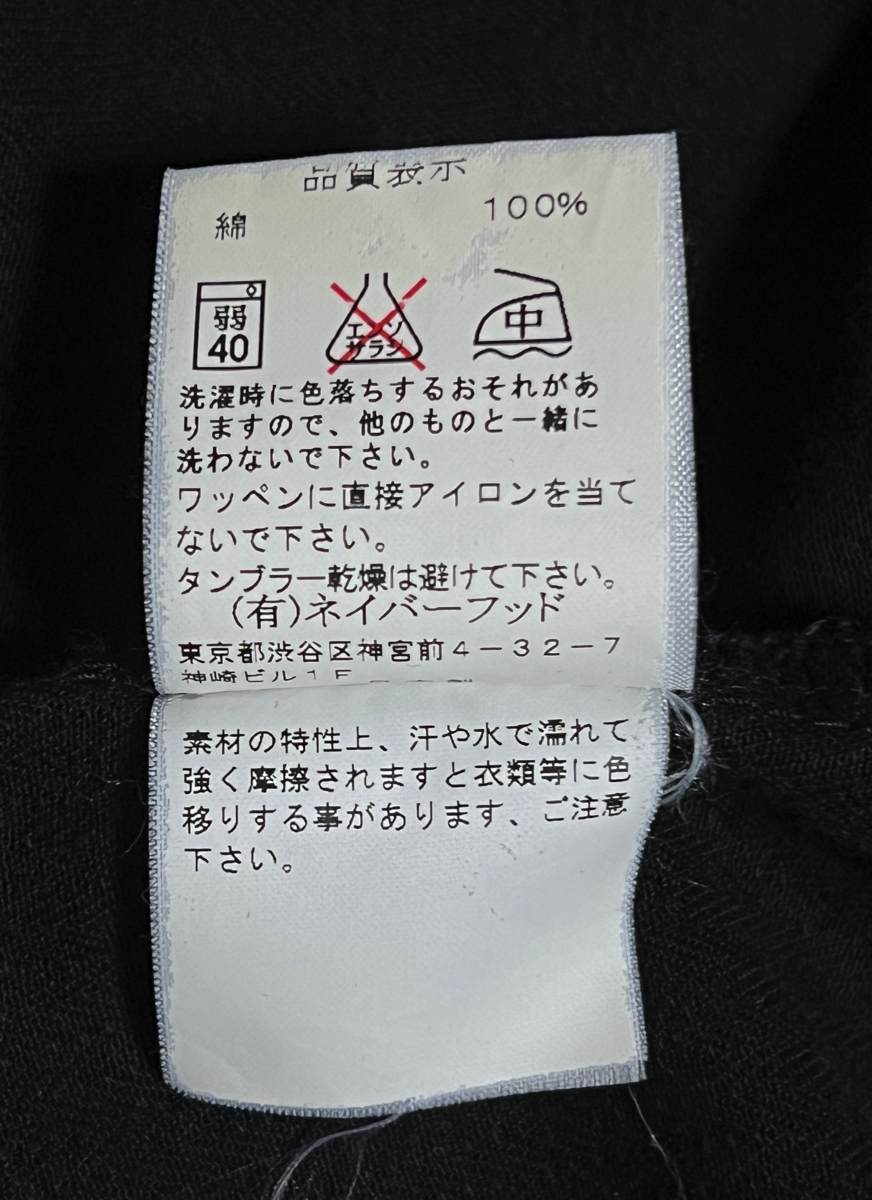 品質表示
綿 100%
弱 40
エンソ サラシ
中
洗濯時に色落ちするおそれがあ
りますので、他のものと一緒に
洗わないで下さい。
ワッペンに直接アイロンを当て
ないで下さい。
タンブラー乾燥は避けて下さい。
(有)ネイバーフッド
東京都渋谷区神宮前4-32-7
神崎ビル1F
素材の特性上、汗や水で濡れて
強く摩擦されますと衣類等に色
移りする事があります、ご注意
下さい。